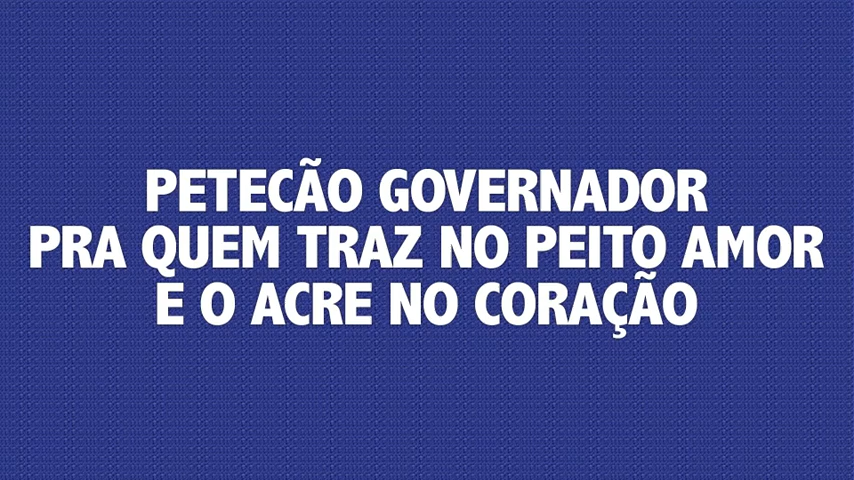 PETECÃO GOVERNADOR
PRA QUEM TRAZ NO PEITO AMOR
E O ACRE NO CORAÇÃO